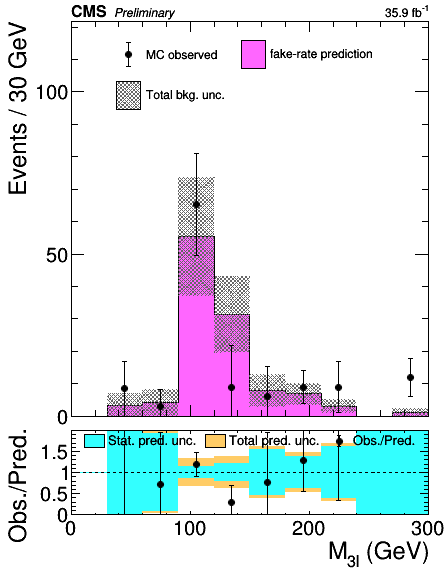 CMS Preliminary 35.9 fb⁻¹
Events / 30 GeV
MC observed
fake-rate prediction
Total bkg. unc.
100
50
0
Obs./Pred.
Stat. pred. unc.
Total pred. unc.
Obs./Pred.
1.5
1
0.5
0
0 100 200 300
M3l (GeV)